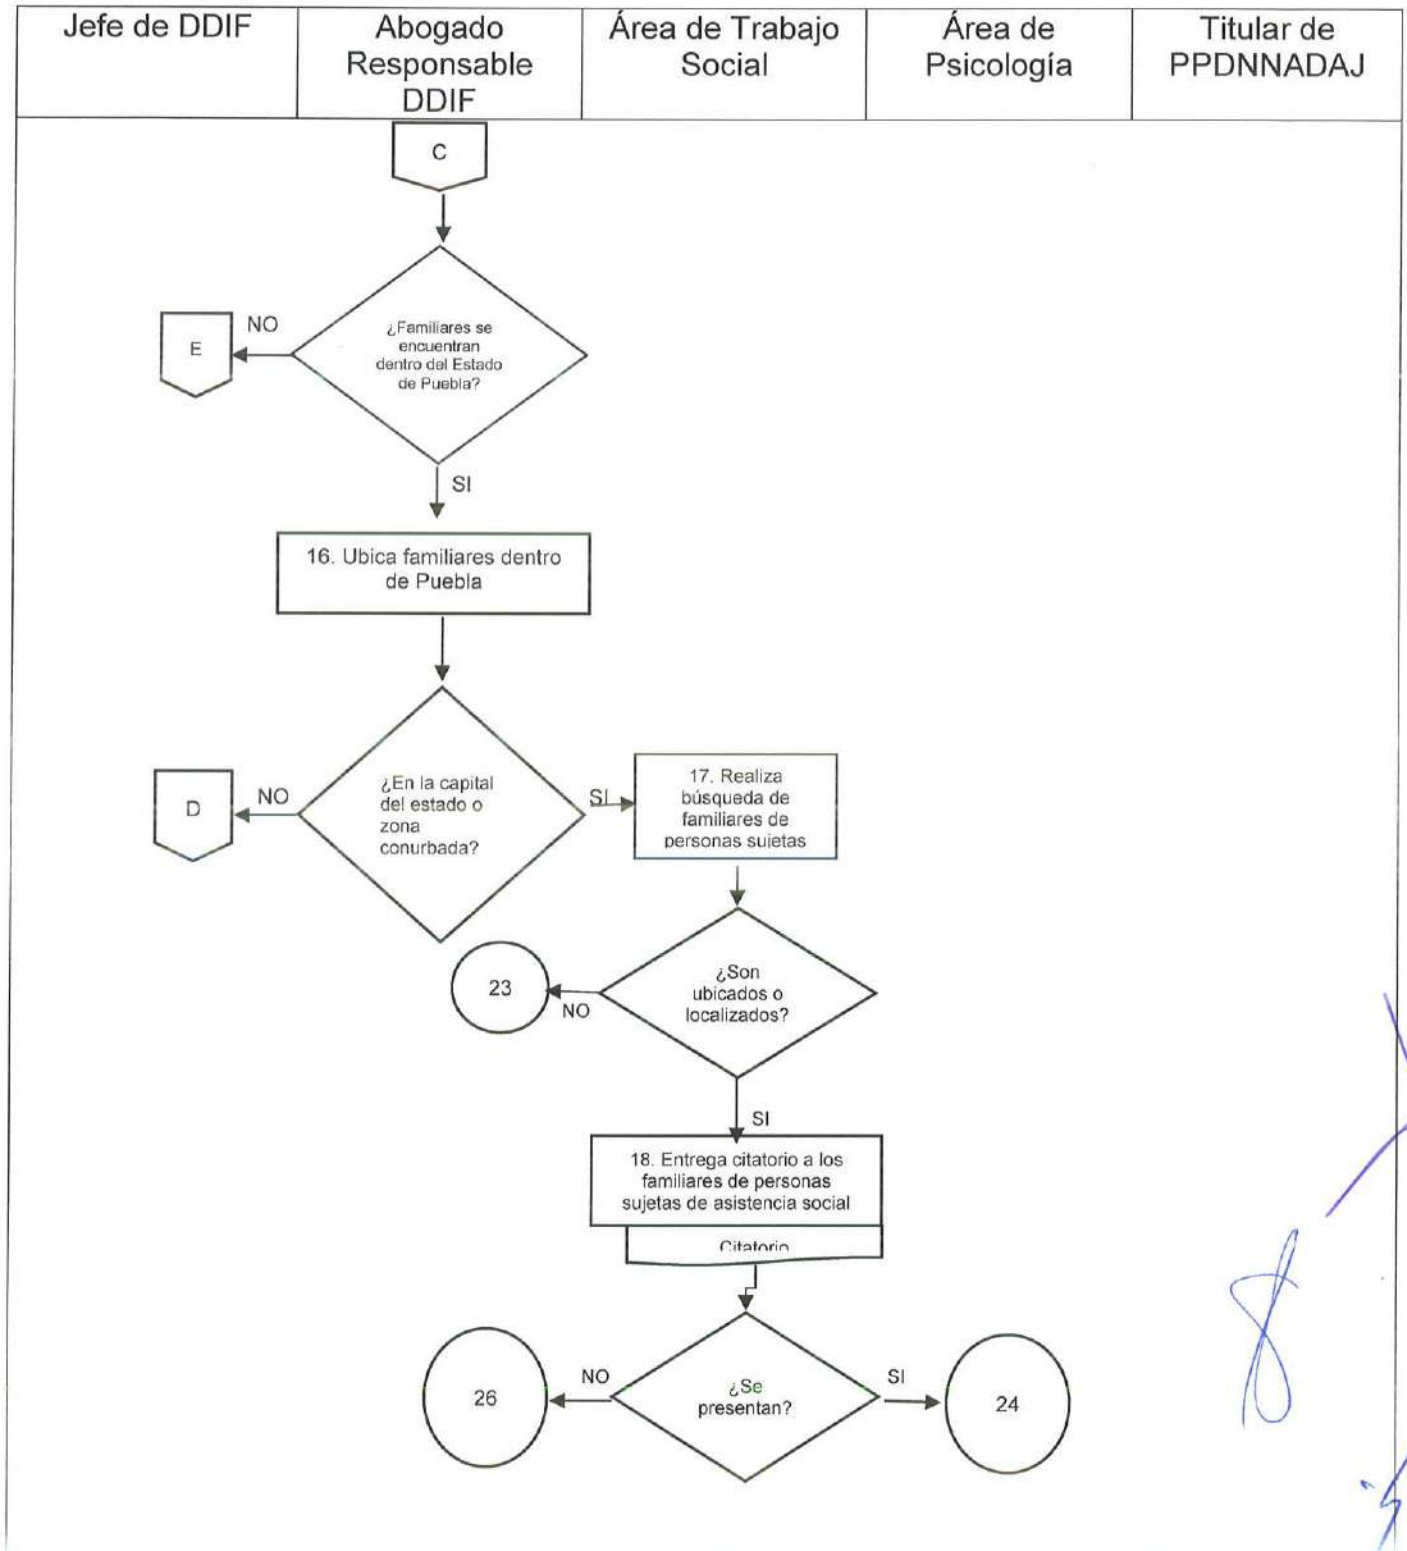 Jefe de DDIF
Abogado
Responsable
DDIF
Área de Trabajo
Social
Área de
Psicología
Titular de
PPDNNADAJ
C
¿Familiares se
encuentran
dentro del Estado
de Puebla?
NO
E
SI
16. Ubica familiares dentro
de Puebla
¿En la capital
del estado o
zona
conurbada?
NO
D
SI
17. Realiza
búsqueda de
familiares de
personas sujetas
¿Son
ubicados o
localizados?
NO
23
SI
18. Entrega citatorio a los
familiares de personas
sujetas de asistencia social
Citatorio
¿Se
presentan?
NO
26
SI
24